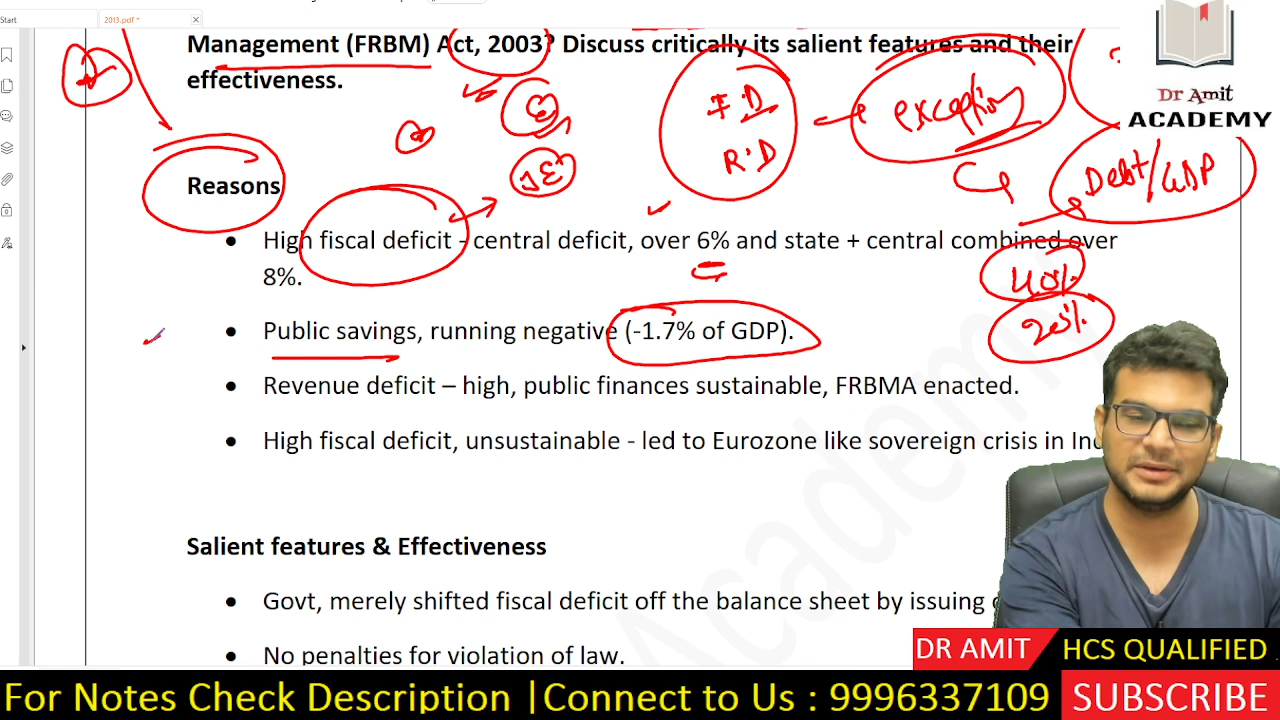 Start
2013.pdf *
Management (FRBM) Act, 2003? Discuss critically its salient features and their
effectiveness.
F.D
R.D
exception
Debt/GDP
Dr Amit
ACADEMY
Reasons
High fiscal deficit - central deficit, over 6% and state + central combined over
8%.
40%
20%
Public savings, running negative (-1.7% of GDP).
Revenue deficit – high, public finances sustainable, FRBMA enacted.
High fiscal deficit, unsustainable - led to Eurozone like sovereign crisis in
Salient features & Effectiveness
Govt, merely shifted fiscal deficit off the balance sheet by issuing
No penalties for violation of law.
Academy
DR AMIT
HCS QUALIFIED
For Notes Check Description | Connect to Us : 9996337109
SUBSCRIBE